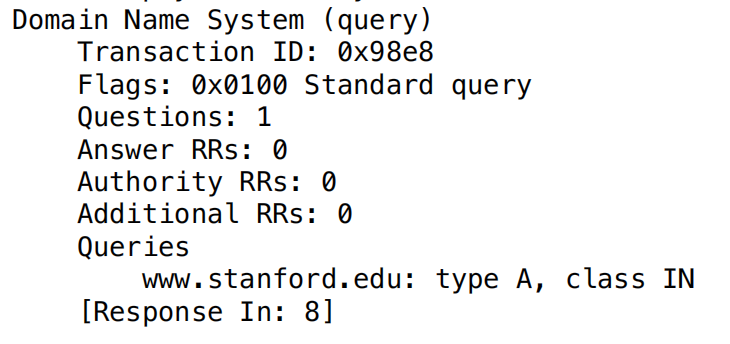 Domain Name System (query)
Transaction ID: 0x98e8
Flags: 0x0100 Standard query
Questions: 1
Answer RRs: 0
Authority RRs: 0
Additional RRs: 0
Queries
www.stanford.edu: type A, class IN
[Response In: 8]